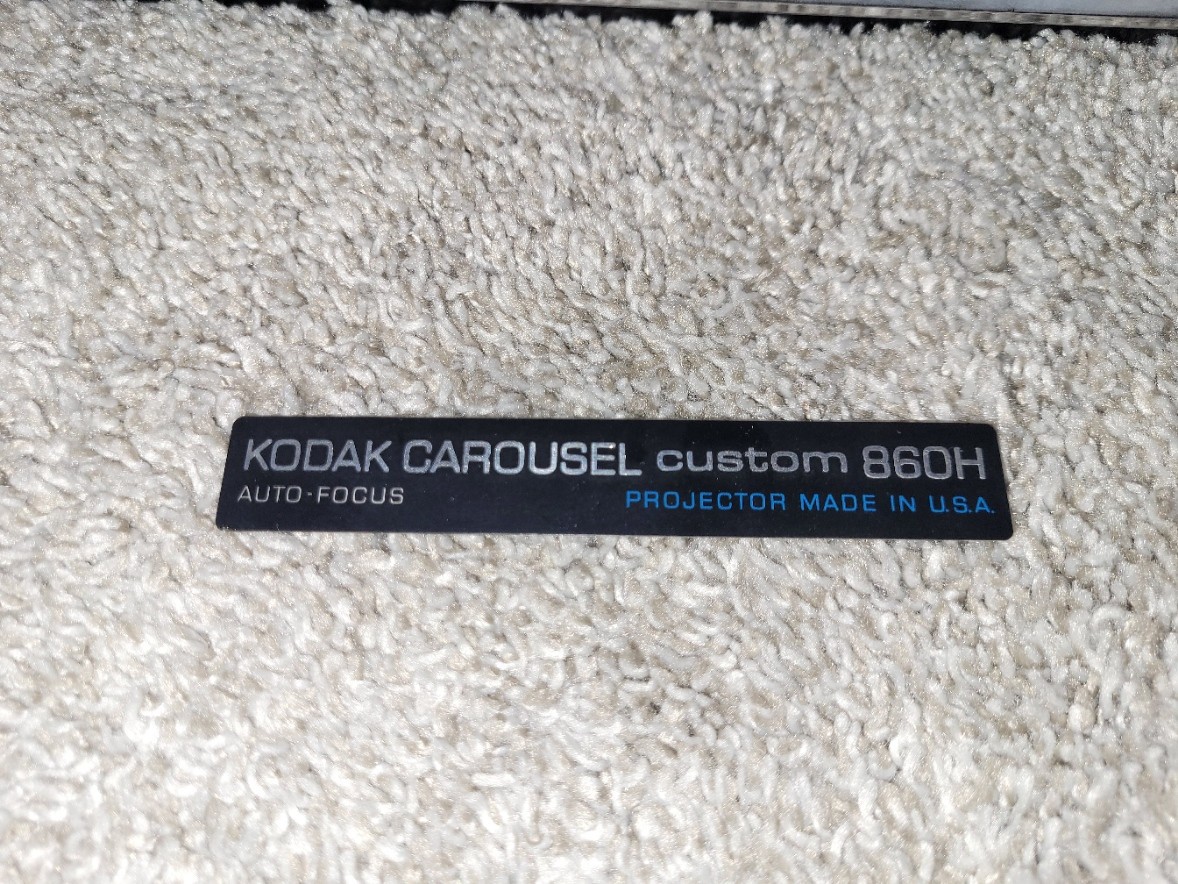 KODAK CAROUSEL custom 860H
AUTO-FOCUS PROJECTOR MADE IN U.S.A.